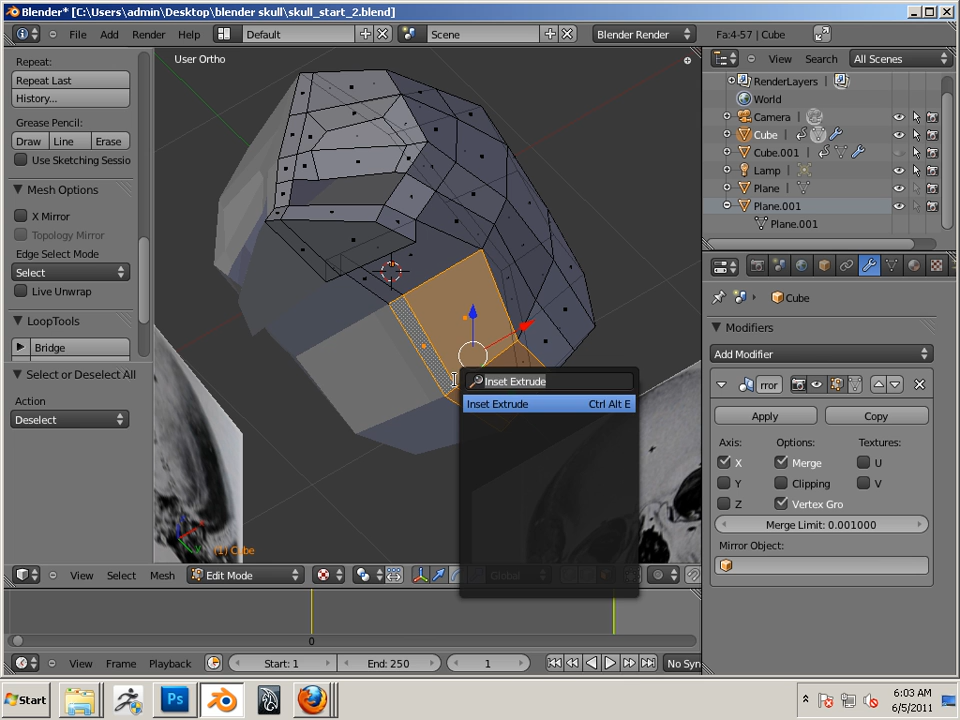 Blender* [C:\Users\admin\Desktop\blender skull\skull_start_2.blend]
File Add Render Help Default Scene Blender Render Fa:4-57 | Cube
Repeat:
Repeat Last
History...
Grease Pencil:
Draw Line Erase
Use Sketching Sessio
Mesh Options
X Mirror
Topology Mirror
Edge Select Mode
Select
Live Unwrap
LoopTools
Bridge
Select or Deselect All
Action
Deselect
User Ortho
Inset Extrude
Inset Extrude Ctrl Alt E
(1) Cube
View Select Mesh Edit Mode Global
0
View Frame Playback Start: 1 End: 250 1 No Syn
View Search All Scenes
RenderLayers
World
Camera
Cube
Cube.001
Lamp
Plane
Plane.001
Plane.001
Cube
Modifiers
Add Modifier
rror
Apply Copy
Axis: Options: Textures:
X Merge U
Y Clipping V
Z Vertex Gro
Merge Limit: 0.001000
Mirror Object:
Start Ps 6:03 AM
6/5/2011